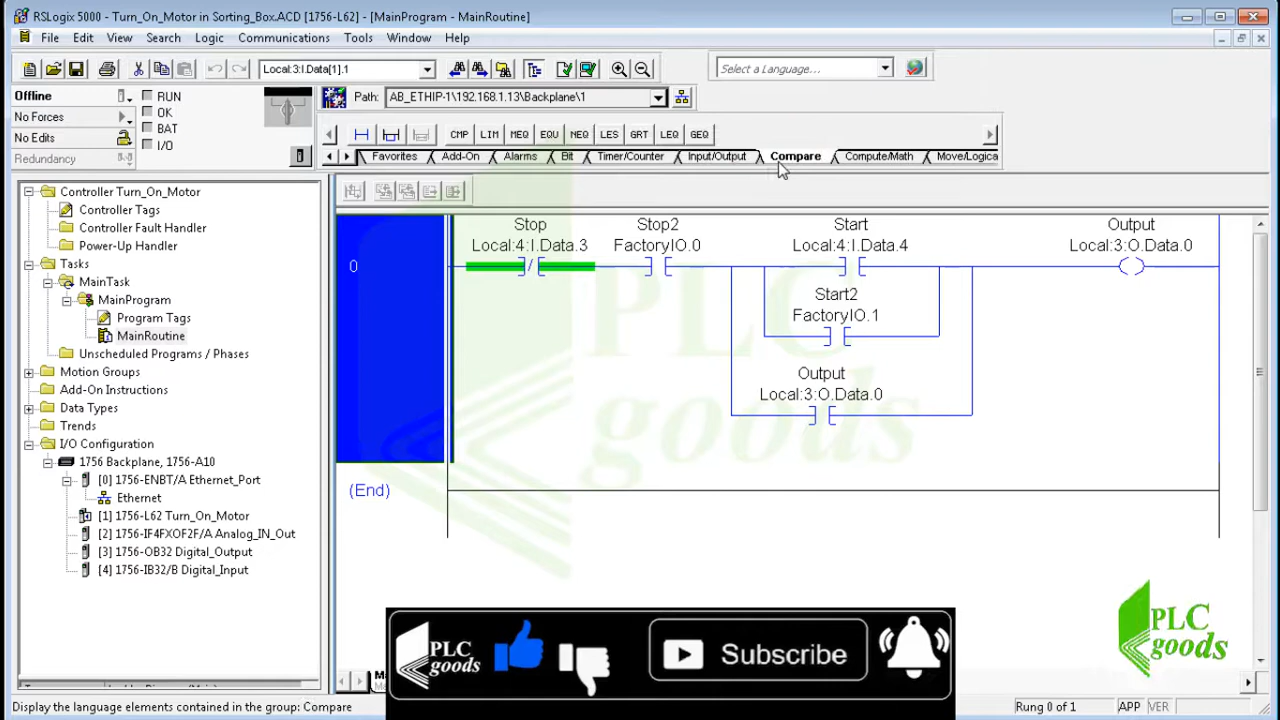 RSLogix 5000 - Turn_On_Motor in Sorting_Box.ACD [1756-L62] - [MainProgram - MainRoutine]
File Edit View Search Logic Communications Tools Window Help
Local:3:I.Data[1].1
Select a Language...
Offline
RUN
No Forces
OK
No Edits
BAT
Redundancy
I/O
Path: AB_ETHIP-1\192.168.1.13\Backplane\1
CMP LIM MEQ EQU NEQ LES GRT LEQ GEQ
Favorites Add-On Alarms Bit Timer/Counter Input/Output Compare Compute/Math Move/Logica
Controller Turn_On_Motor
Controller Tags
Controller Fault Handler
Power-Up Handler
Tasks
MainTask
MainProgram
Program Tags
MainRoutine
Unscheduled Programs / Phases
Motion Groups
Add-On Instructions
Data Types
Trends
I/O Configuration
1756 Backplane, 1756-A10
[0] 1756-ENBT/A Ethernet_Port
Ethernet
[1] 1756-L62 Turn_On_Motor
[2] 1756-IF4FXOF2F/A Analog_IN_Out
[3] 1756-OB32 Digital_Output
[4] 1756-IB32/B Digital_Input
Stop Stop2 Start Output
Local:4:I.Data.3 FactoryIO.0 Local:4:I.Data.4 Local:3:O.Data.0
0
Start2
FactoryIO.1
Output
Local:3:O.Data.0
(End)
PLC
goods
PLC
goods
Subscribe
PLC
goods
Display the language elements contained in the group: Compare
Rung 0 of 1 APP VER